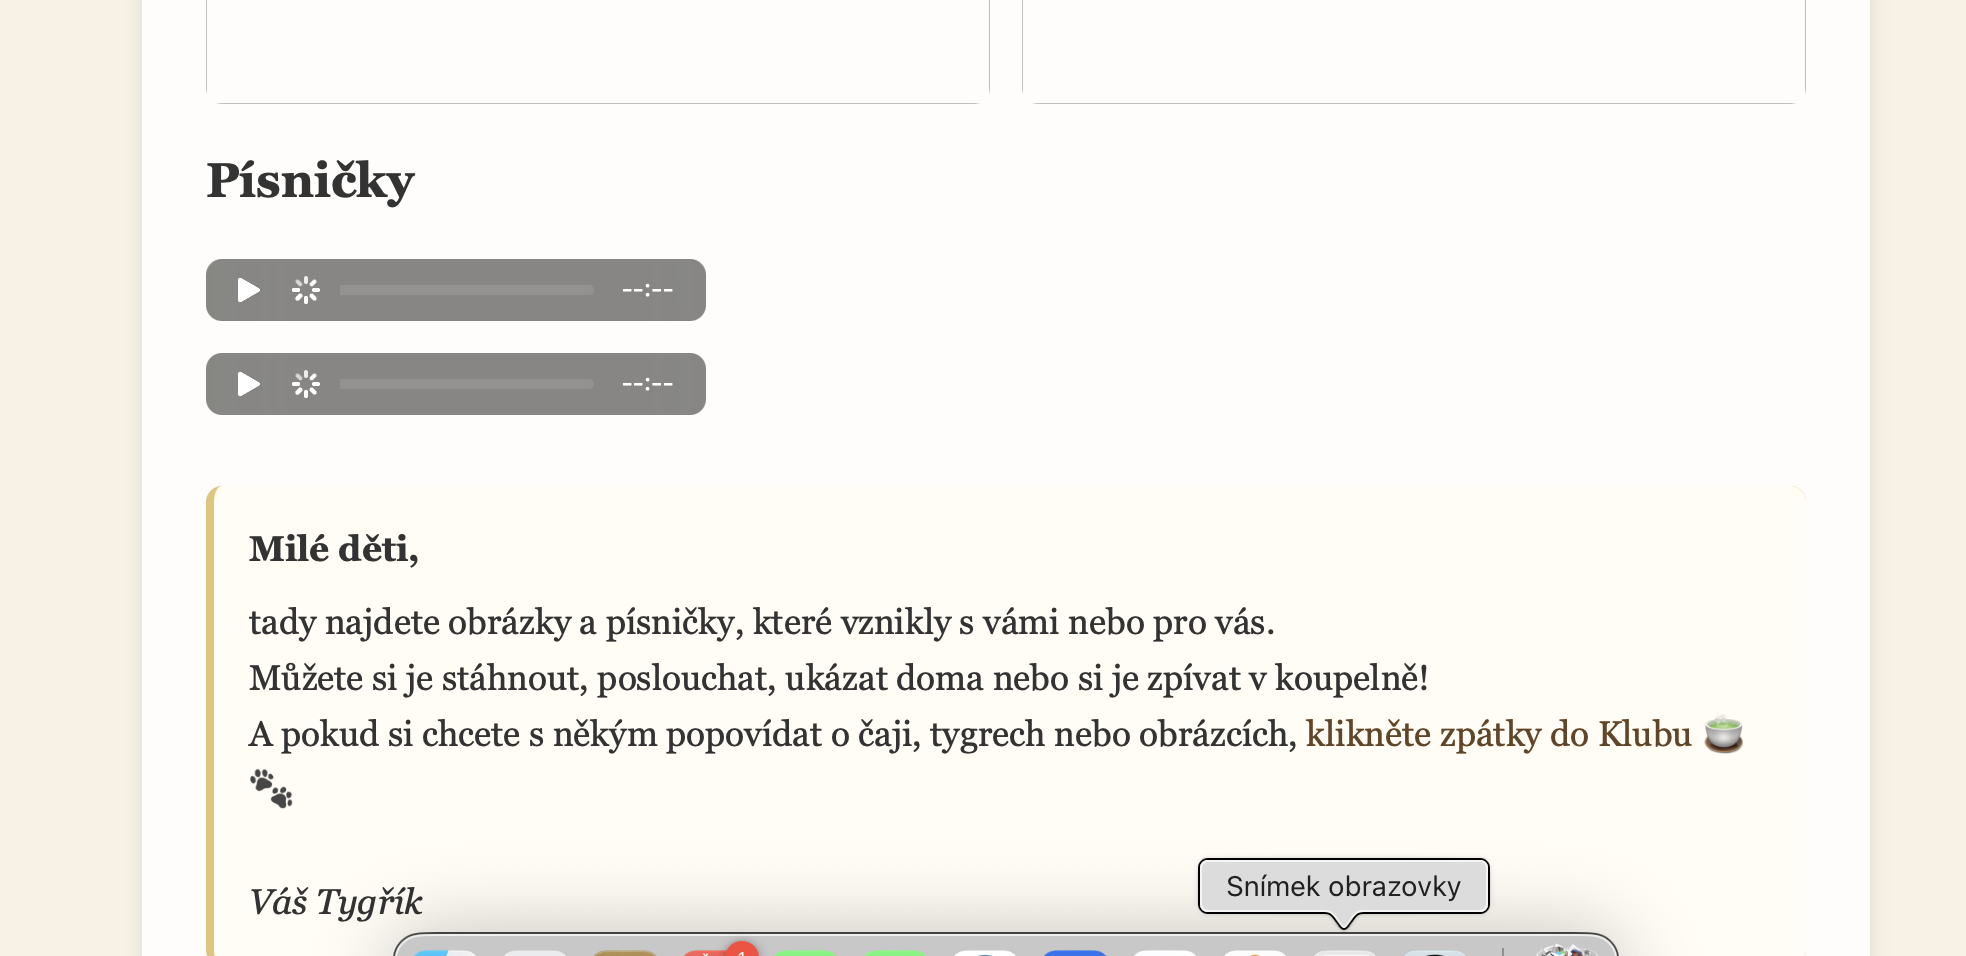 Písničky
--:--
--:--
Milé děti,
tady najdete obrázky a písničky, které vznikly s vámi nebo pro vás.
Můžete si je stáhnout, poslouchat, ukázat doma nebo si je zpívat v koupelně!
A pokud si chcete s někým popovídat o čaji, tygrech nebo obrázcích, klikněte zpátky do Klubu 🍵
🐾
Snímek obrazovky
Váš Tygřík